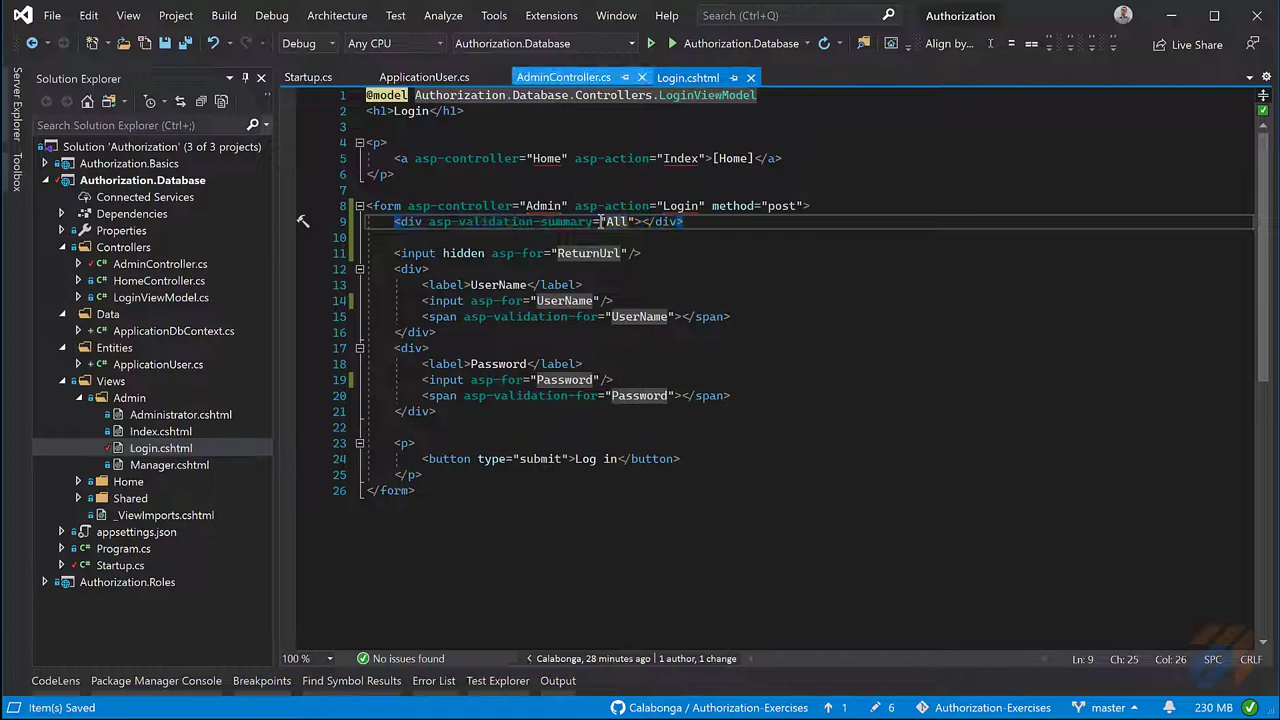 File Edit View Project Build Debug Architecture Test Analyze Tools Extensions Window Help Search (Ctrl+Q) Authorization
Debug Any CPU Authorization.Database Authorization.Database Align by... Live Share
Server Explorer
Toolbox
Solution Explorer
Search Solution Explorer (Ctrl+;)
Solution 'Authorization' (3 of 3 projects)
Authorization.Basics
Authorization.Database
Connected Services
Dependencies
Properties
Controllers
AdminController.cs
HomeController.cs
LoginViewModel.cs
Data
ApplicationDbContext.cs
Entities
ApplicationUser.cs
Views
Admin
Administrator.cshtml
Index.cshtml
Login.cshtml
Manager.cshtml
Home
Shared
_ViewImports.cshtml
appsettings.json
Program.cs
Startup.cs
Authorization.Roles
Startup.cs ApplicationUser.cs AdminController.cs Login.cshtml
1 @model Authorization.Database.Controllers.LoginViewModel
2 <h1>Login</h1>
3
4 <p>
5 <a asp-controller="Home" asp-action="Index">[Home]</a>
6 </p>
7
8 <form asp-controller="Admin" asp-action="Login" method="post">
9 <div asp-validation-summary="All"></div>
10
11 <input hidden asp-for="ReturnUrl"/>
12 <div>
13 <label>UserName</label>
14 <input asp-for="UserName"/>
15 <span asp-validation-for="UserName"></span>
16 </div>
17 <div>
18 <label>Password</label>
19 <input asp-for="Password"/>
20 <span asp-validation-for="Password"></span>
21 </div>
22
23 <p>
24 <button type="submit">Log in</button>
25 </p>
26 </form>
100 % No issues found Calabonga, 28 minutes ago | 1 author, 1 change Ln: 9 Ch: 25 Col: 26 SPC CRLF
CodeLens Package Manager Console Breakpoints Find Symbol Results Error List Test Explorer Output
Item(s) Saved Calabonga / Authorization-Exercises 1 6 Authorization-Exercises master 230 MB